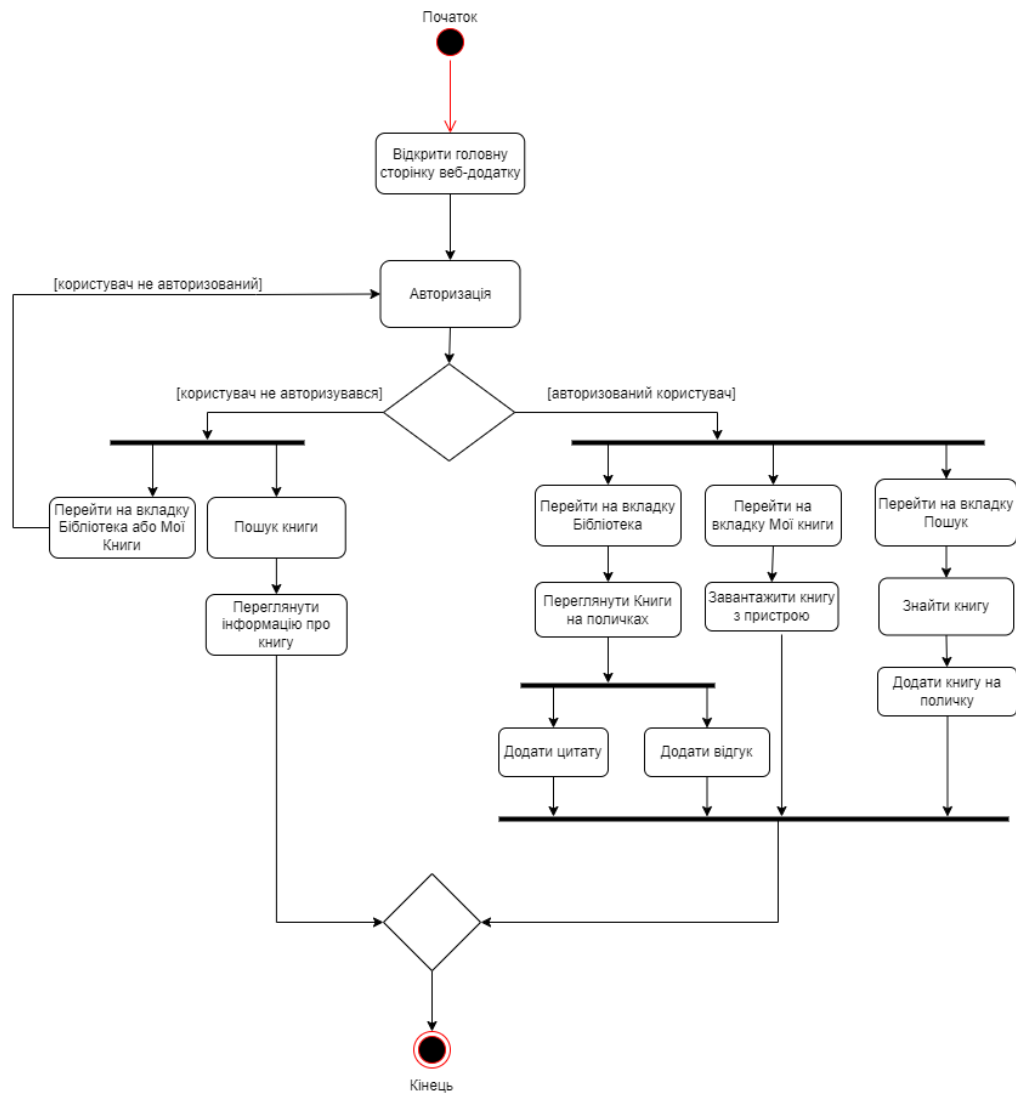 Початок
Відкрити головну
сторінку веб-додатку
[користувач не авторизований]
Авторизація
[користувач не авторизувався]
[авторизований користувач]
Перейти на вкладку
Бібліотека або Мої
Книги
Пошук книги
Перейти на вкладку
Бібліотека
Перейти на
вкладку Мої книги
Перейти на вкладку
Пошук
Переглянути
інформацію про
книгу
Переглянути Книги
на поличках
Завантажити книгу
з пристрою
Знайти книгу
Додати книгу на
поличку
Додати цитату
Додати відгук
Кінець